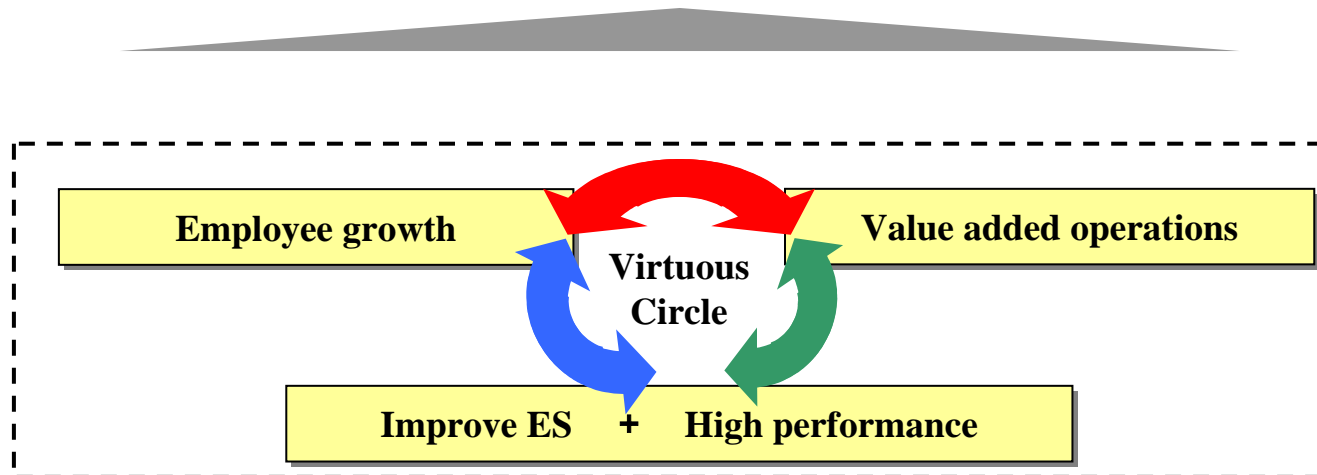 Employee growth
Value added operations
Virtuous
Circle
Improve ES + High performance